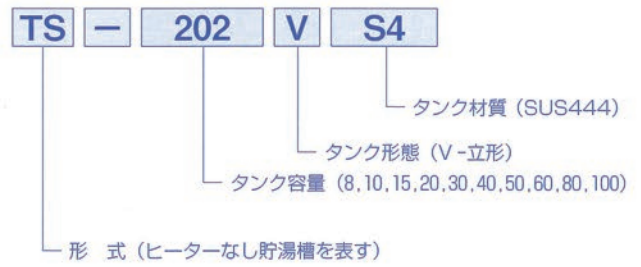 TS - 202 V S4
タンク材質（SUS444）
タンク形態（V-立形）
タンク容量（8,10,15,20,30,40,50,60,80,100）
形　式（ヒーターなし貯湯槽を表す）